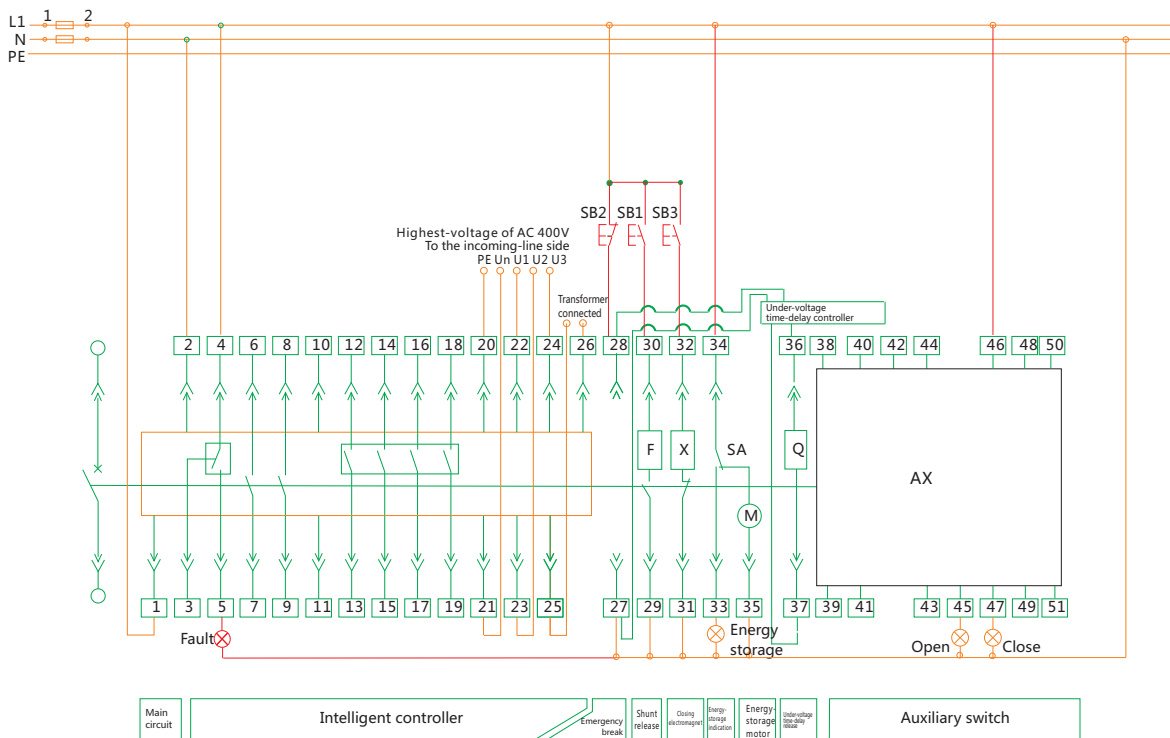 L1 1 2
N
PE
SB2 SB1 SB3
Highest-voltage of AC 400V
To the incoming-line side
PE Un U1 U2 U3
Transformer
connected
Under-voltage
time-delay controller
2 4 6 8 10 12 14 16 18 20 22 24 26 28 30 32 34 36 38 40 42 44 46 48 50
F X SA Q AX
M
1 3 5 7 9 11 13 15 17 19 21 23 25 27 29 31 33 35 37 39 41 43 45 47 49 51
Fault
Energy
storage
Open
Close
Main
circuit
Intelligent controller
Emergency
break
Shunt
release
Closing
electromagnet
Energy-
storage
indication
Energy-
storage
motor
Under-voltage
time-delay
release
Auxiliary switch